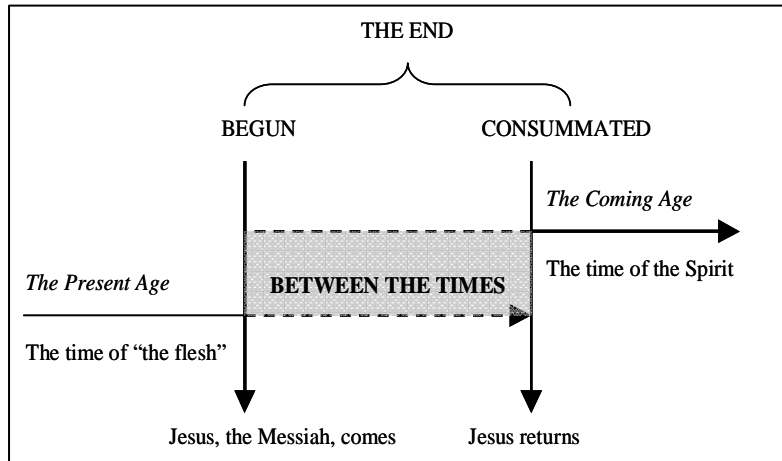 THE END
BEGUN
CONSUMMATED
The Coming Age
The time of the Spirit
BETWEEN THE TIMES
The Present Age
The time of “the flesh”
Jesus, the Messiah, comes
Jesus returns